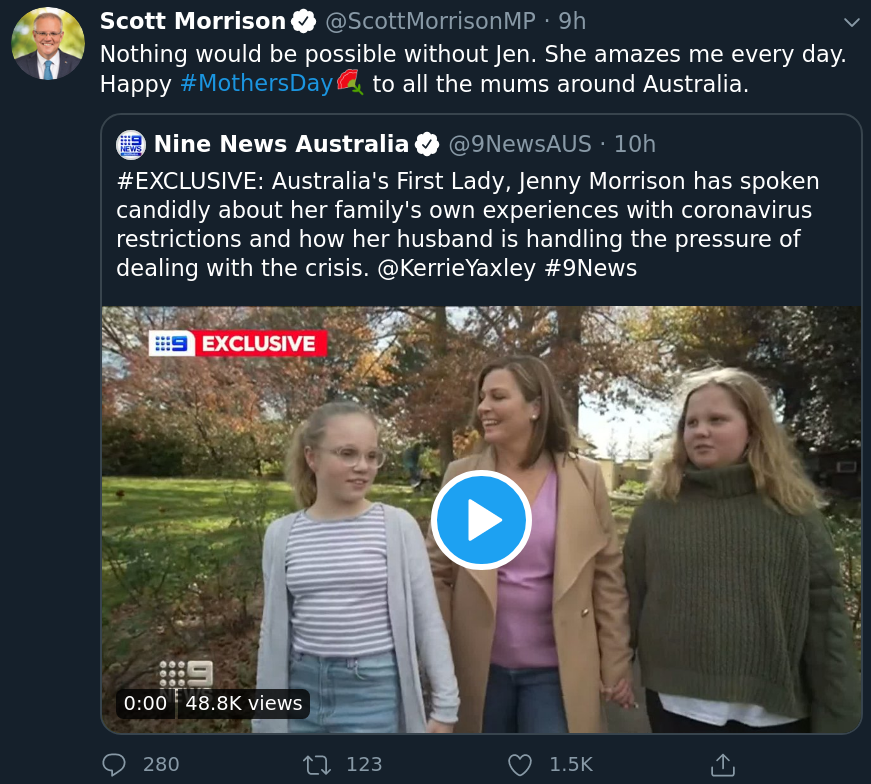 Scott Morrison @ScottMorrisonMP · 9h
Nothing would be possible without Jen. She amazes me every day.
Happy #MothersDay to all the mums around Australia.
Nine News Australia @9NewsAUS · 10h
#EXCLUSIVE: Australia's First Lady, Jenny Morrison has spoken
candidly about her family's own experiences with coronavirus
restrictions and how her husband is handling the pressure of
dealing with the crisis. @KerrieYaxley #9News
9 EXCLUSIVE
9
NEWS
0:00 48.8K views
280 123 1.5K